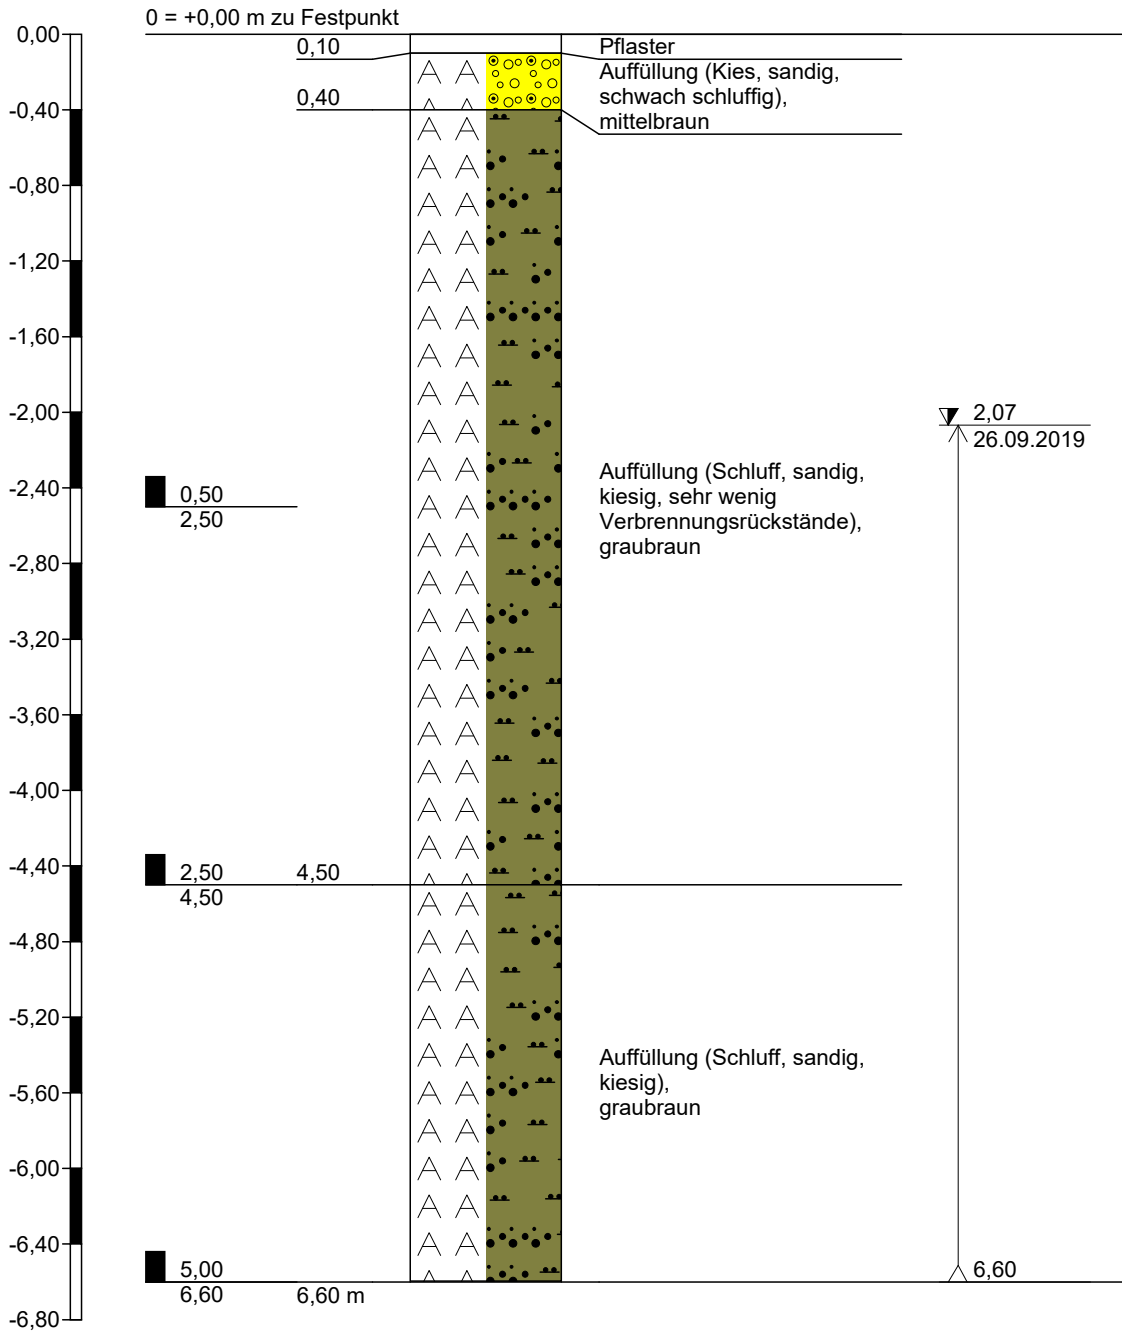 0 = +0,00 m zu Festpunkt
0,00
0,10
Pflaster
Auffüllung (Kies, sandig,
schwach schluffig),
mittelbraun
0,40
-0,40
-0,80
-1,20
-1,60
-2,00
2,07
26.09.2019
-2,40
0,50
2,50
Auffüllung (Schluff, sandig,
kiesig, sehr wenig
Verbrennungsrückstände),
graubraun
-2,80
-3,20
-3,60
-4,00
-4,40
2,50
4,50
4,50
-4,80
-5,20
Auffüllung (Schluff, sandig,
kiesig),
graubraun
-5,60
-6,00
-6,40
5,00
6,60
6,60 m
6,60
-6,80